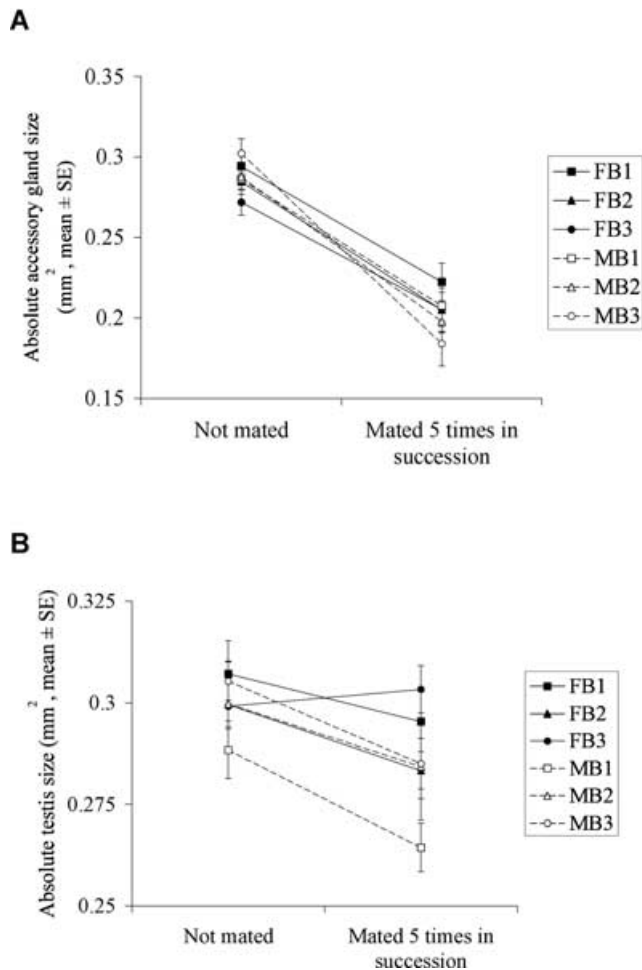 A
Absolute accessory gland size
(mm², mean ± SE)
0.35
0.3
0.25
0.2
0.15
Not mated
Mated 5 times in
succession
FB1
FB2
FB3
MB1
MB2
MB3
B
Absolute testis size (mm², mean ± SE)
0.325
0.3
0.275
0.25
Not mated
Mated 5 times in
succession
FB1
FB2
FB3
MB1
MB2
MB3